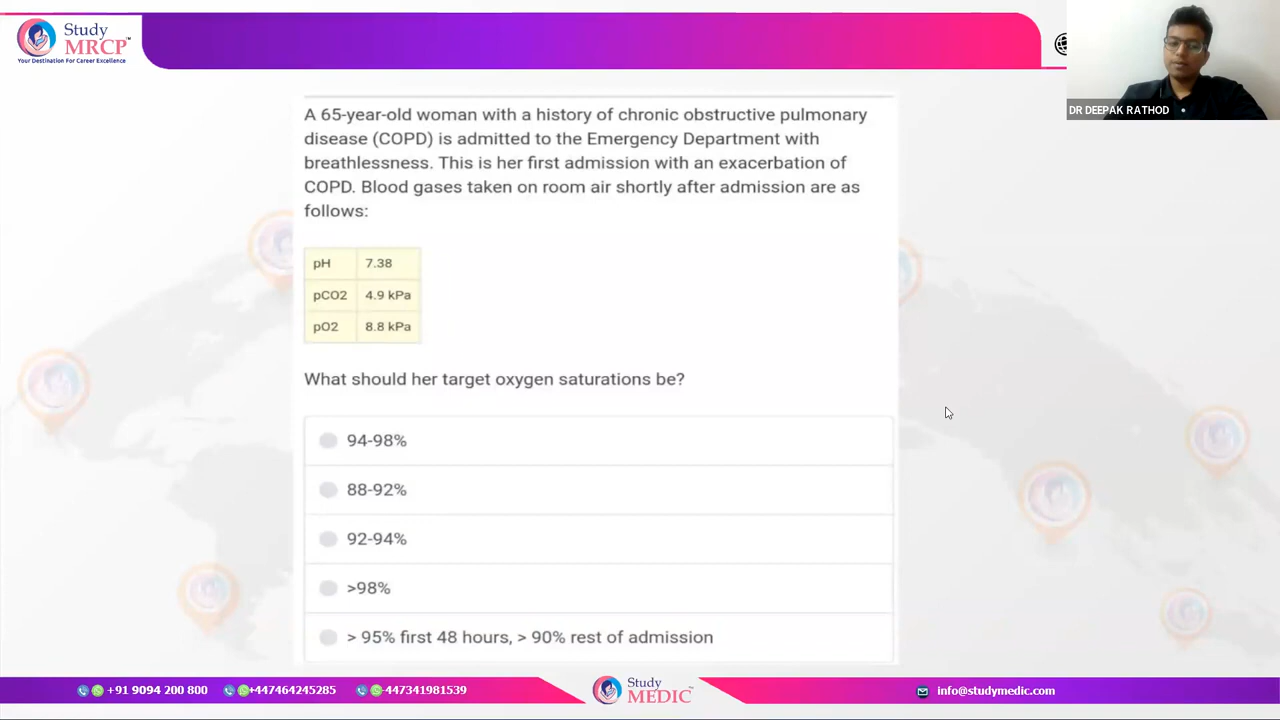 Study
MRCP™
Your Destination For Career Excellence
DR DEEPAK RATHOD
A 65-year-old woman with a history of chronic obstructive pulmonary
disease (COPD) is admitted to the Emergency Department with
breathlessness. This is her first admission with an exacerbation of
COPD. Blood gases taken on room air shortly after admission are as
follows:
pH 7.38
pCO2 4.9 kPa
pO2 8.8 kPa
What should her target oxygen saturations be?
94-98%
88-92%
92-94%
>98%
> 95% first 48 hours, > 90% rest of admission
+91 9094 200 800
+447464245285
-447341981539
Study
MEDIC™
info@studymedic.com